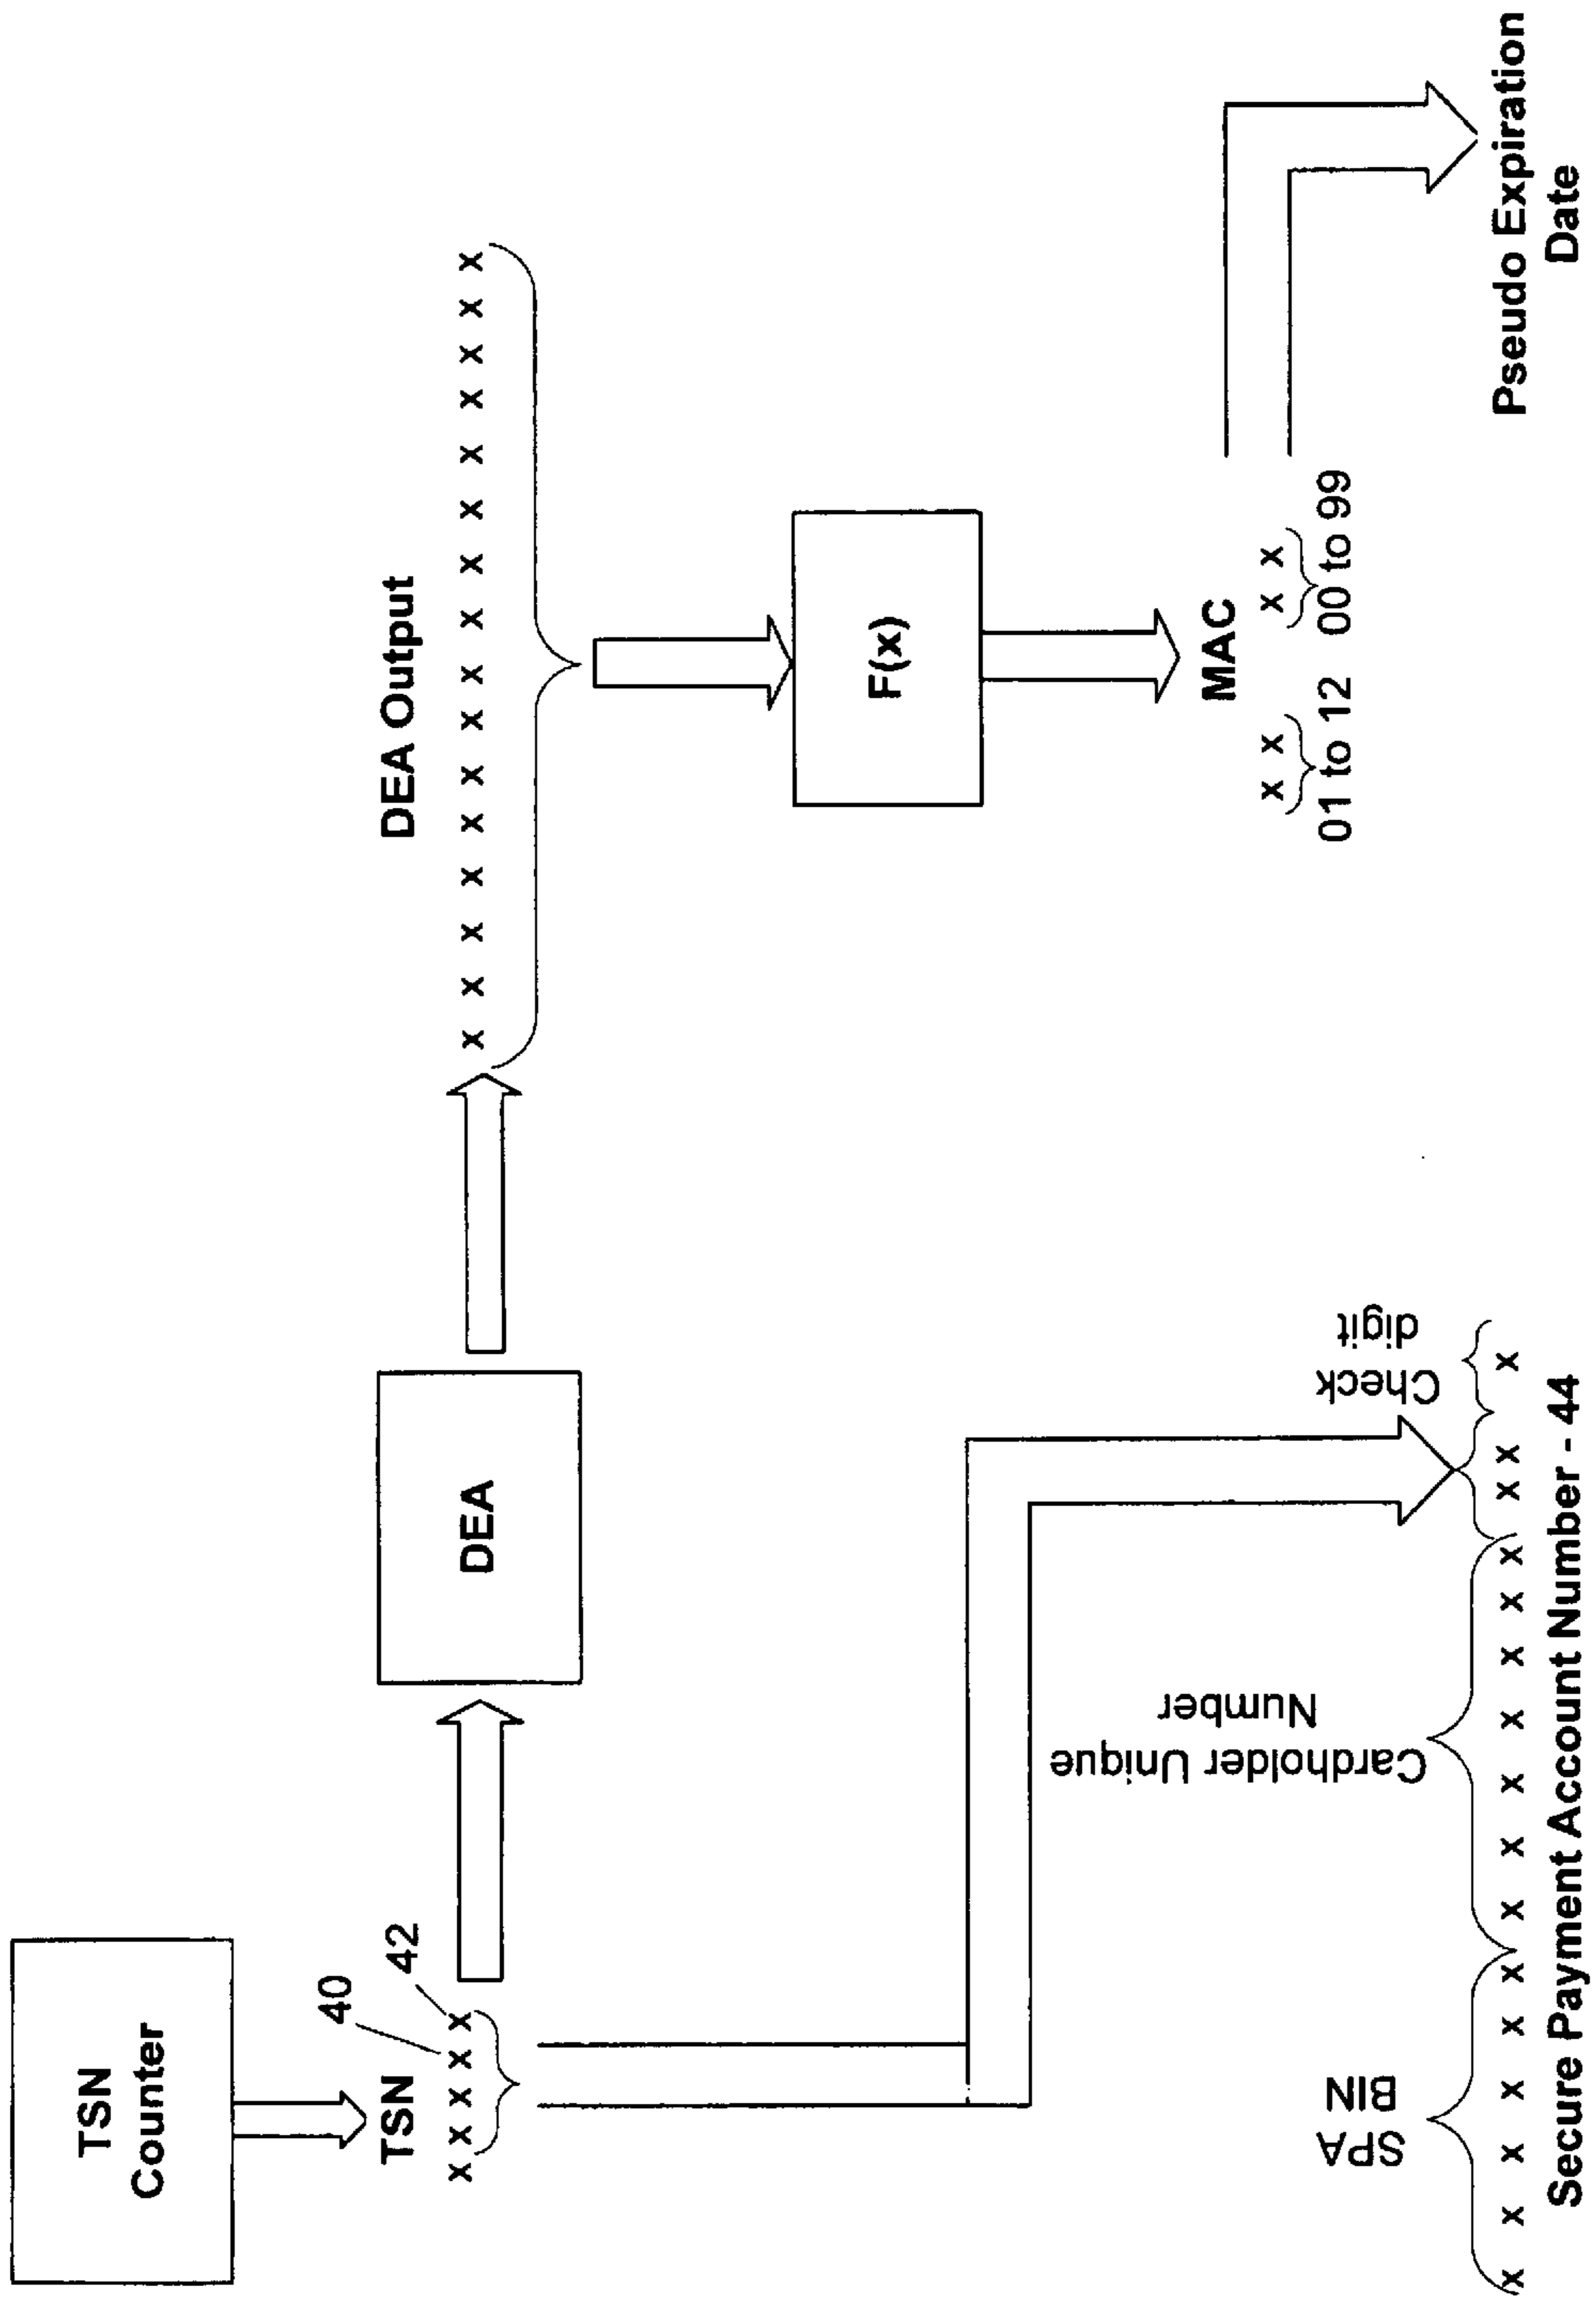 TSN
Counter
TSN
40
42
x x x x x
DEA
DEA Output
x x x x x x x x x x x x x x x x
F(x)
MAC
x x x x
01 to 12 00 to 99
Pseudo Expiration
Date
SPA
BIN
Cardholder Unique
Number
Check
digit
x x x x x x x x x x x x x x x x
Secure Payment Account Number - 44